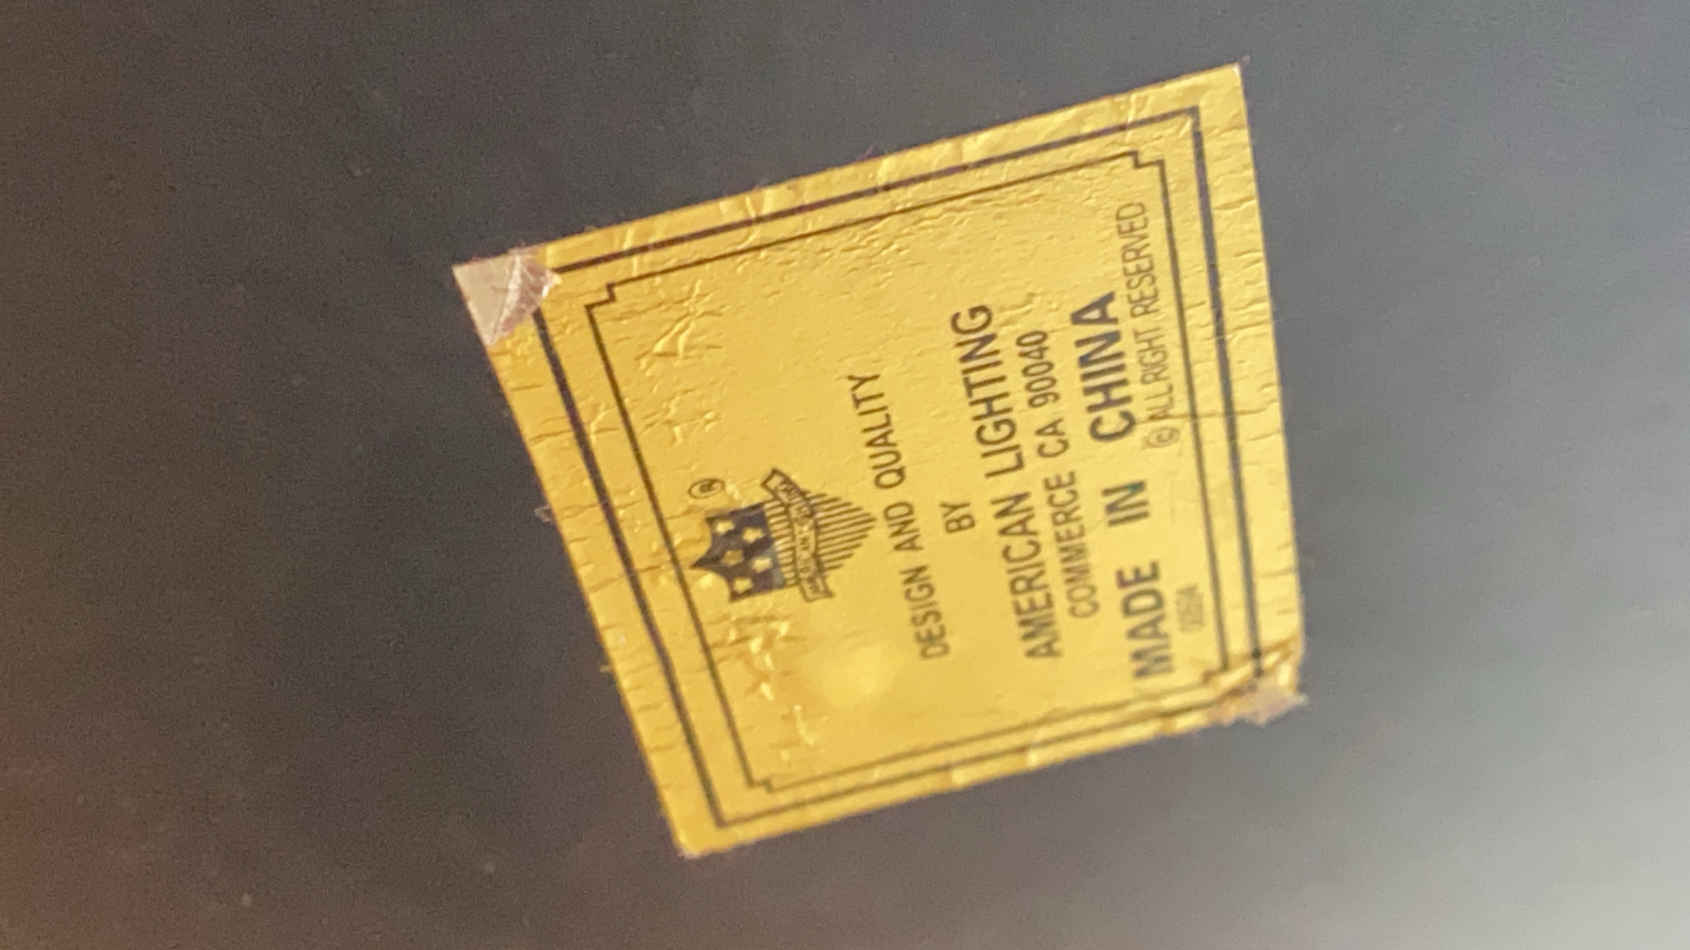 ®
DESIGN AND QUALITY
BY
AMERICAN LIGHTING
COMMERCE CA 90040
MADE IN CHINA
© ALL RIGHT RESERVED